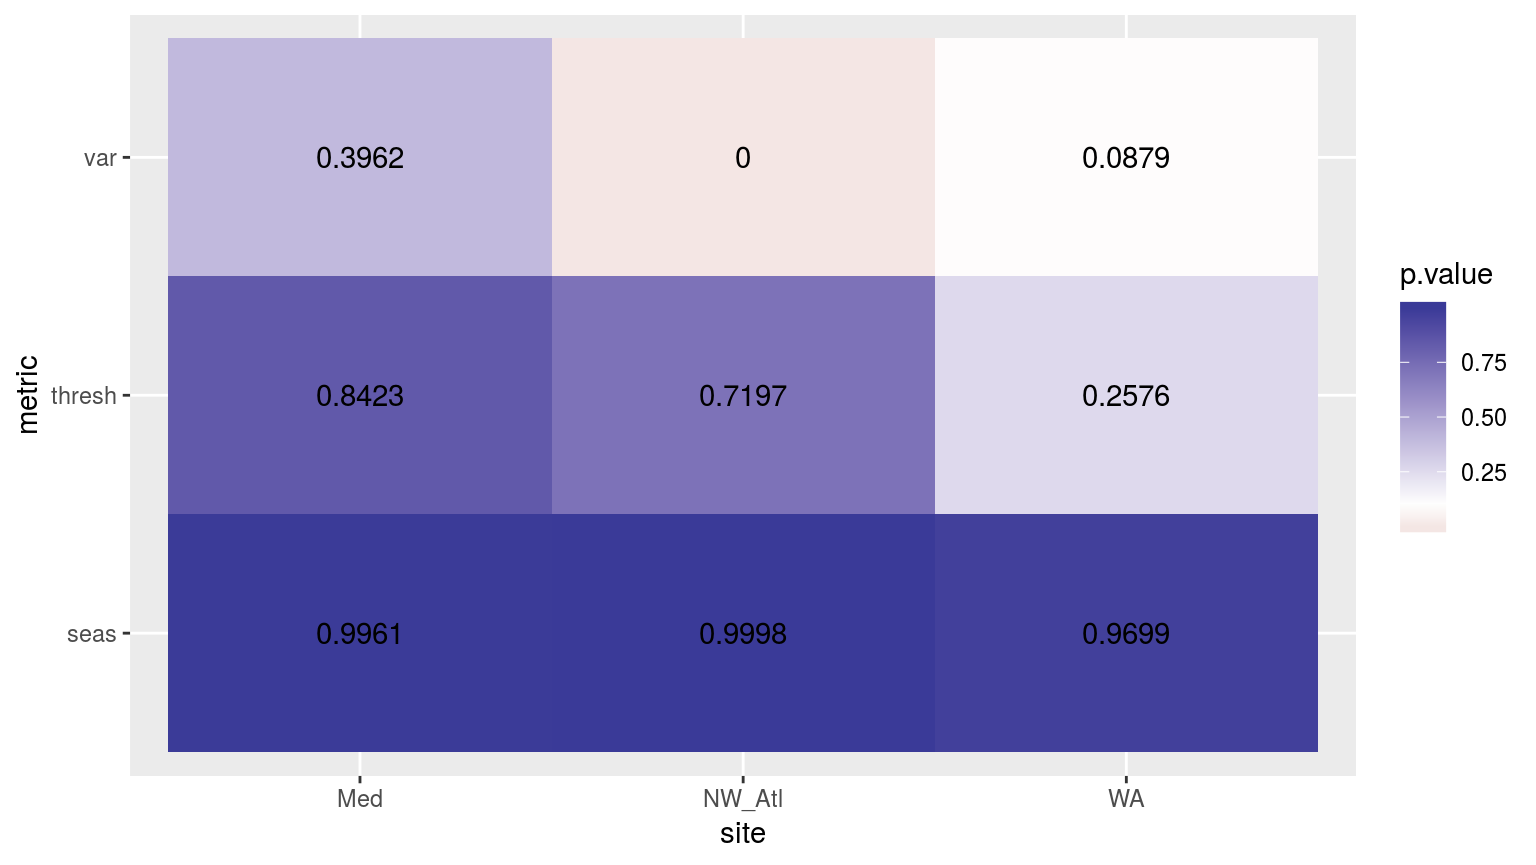 metric
var
0.3962
0
0.0879
thresh
0.8423
0.7197
0.2576
seas
0.9961
0.9998
0.9699
Med
NW_Atl
WA
site
p.value
0.75
0.50
0.25